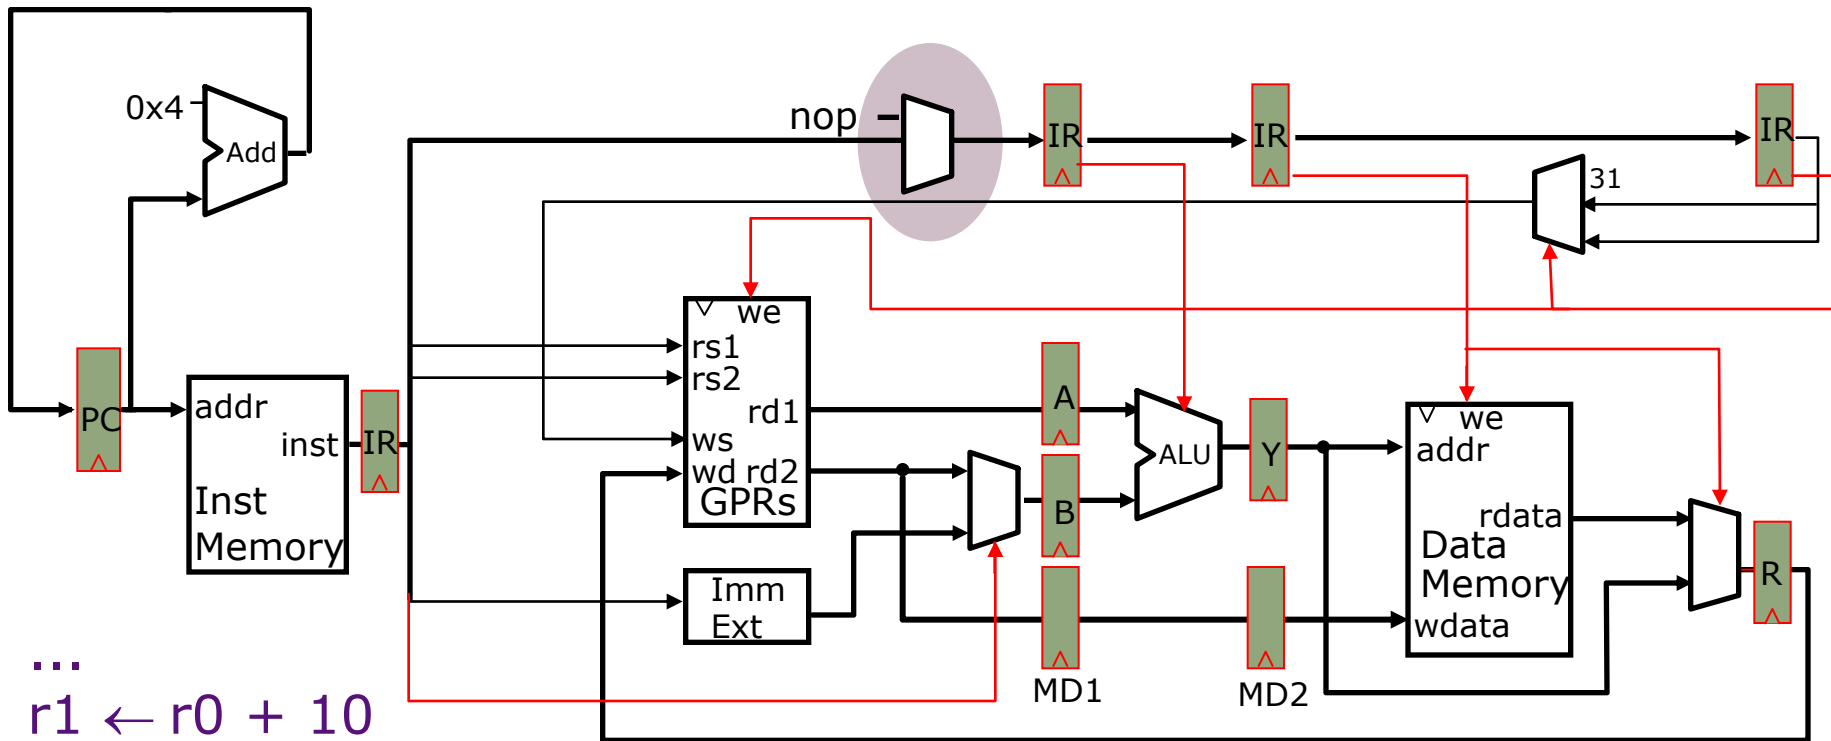 0x4
Add
nop
IR
IR
IR
31
we
rs1
rs2
rd1
ws
wd rd2
GPRs
PC
addr
inst
Inst
Memory
IR
A
B
ALU
Y
we
addr
rdata
Data
Memory
wdata
R
Imm
Ext
MD1
MD2
...
r1 ← r0 + 10